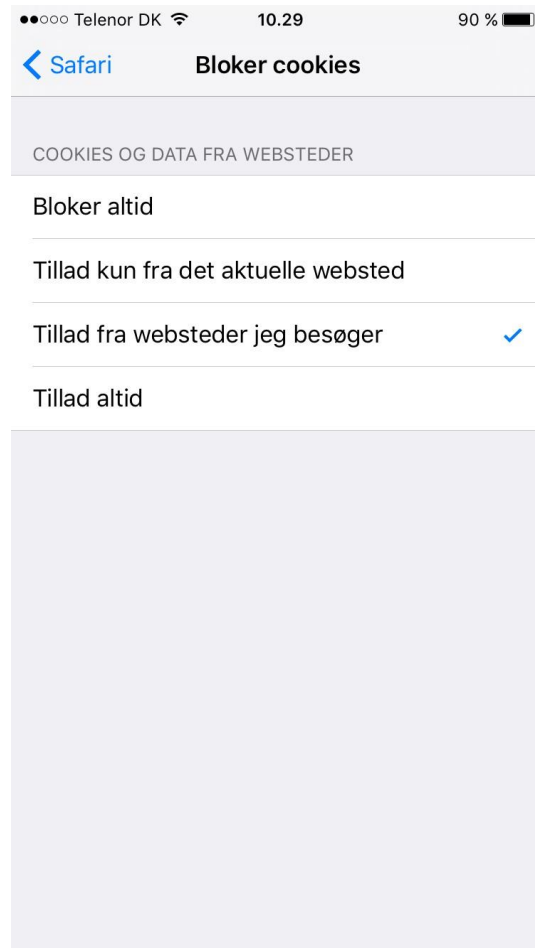 Telenor DK 10.29 90 %
Safari Bloker cookies
COOKIES OG DATA FRA WEBSTEDER
Bloker altid
Tillad kun fra det aktuelle websted
Tillad fra websteder jeg besøger
Tillad altid